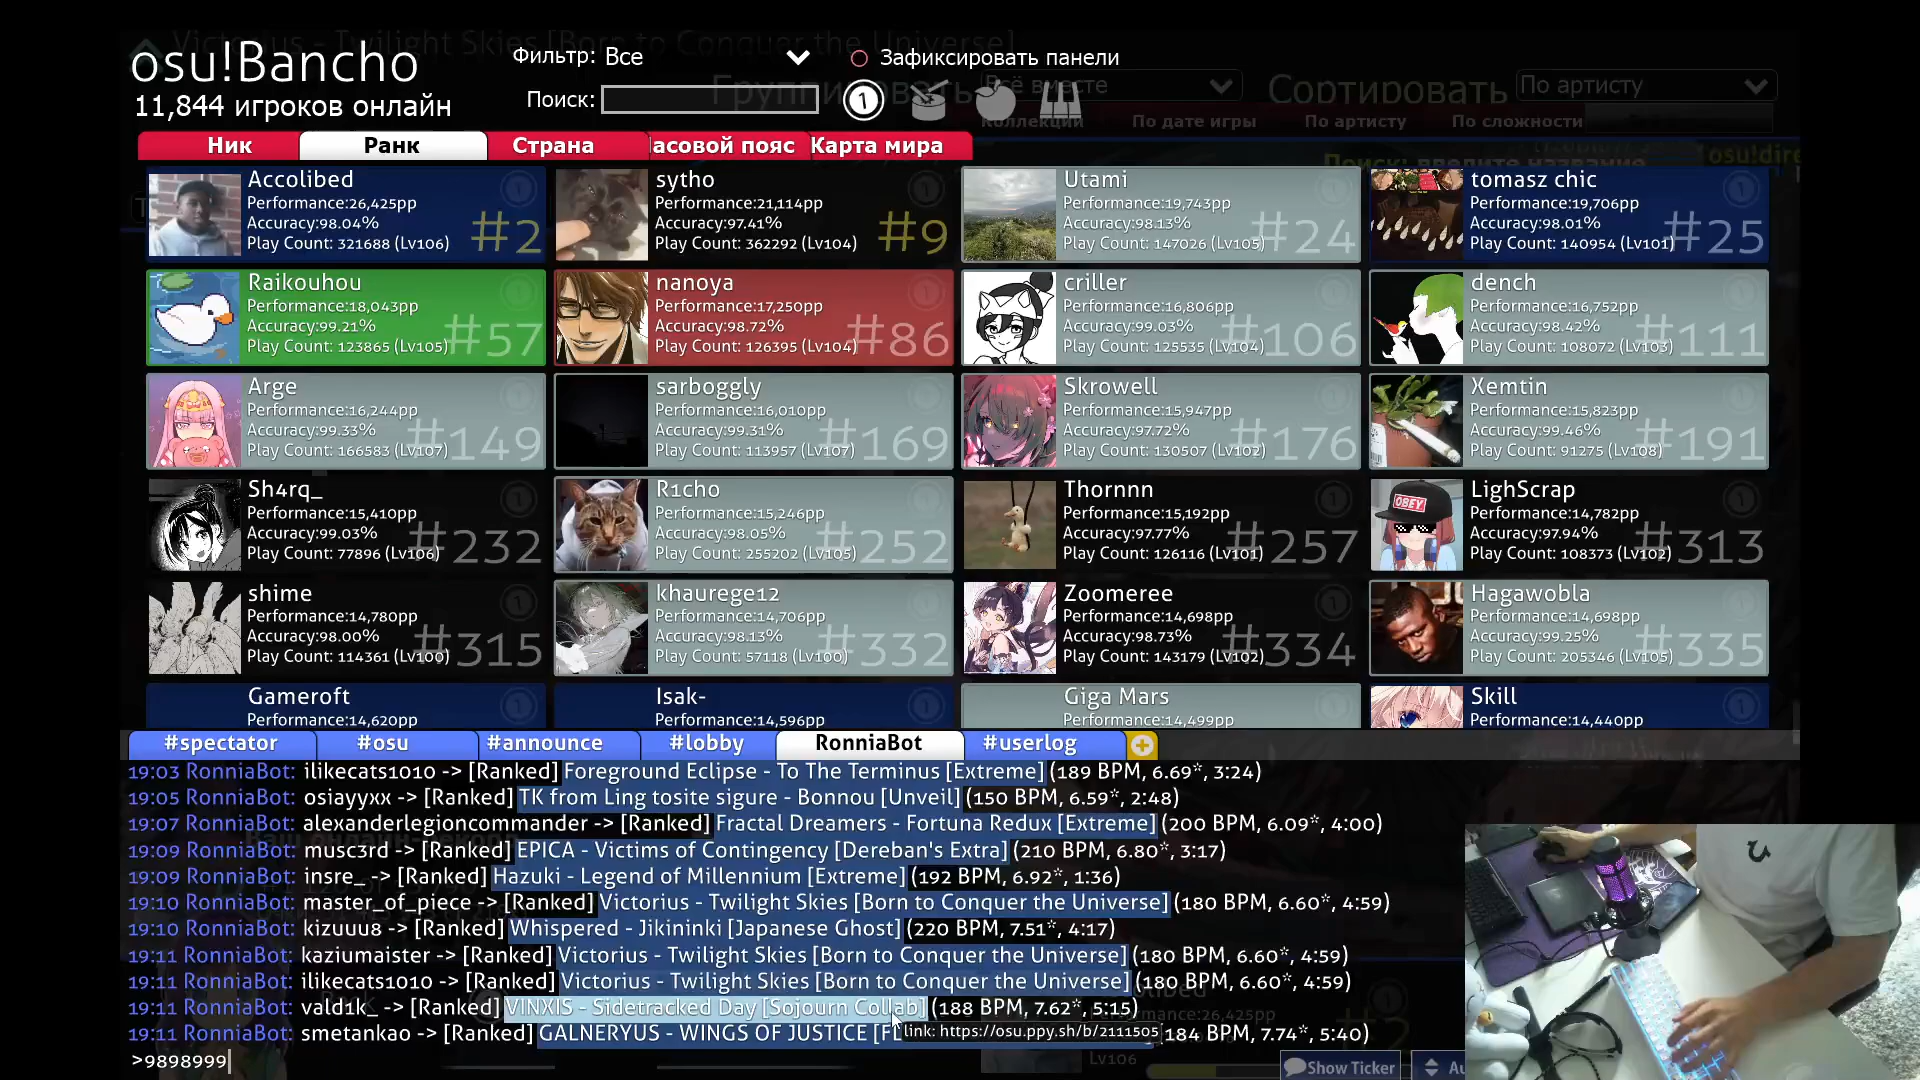 osu!Bancho
11,844 игроков онлайн
Фильтр: Все
Зафиксировать панели
Поиск:
Сортировать
По артисту
По дате игры
По артисту
По сложности
Ник
Ранк
Страна
асовой пояс
Карта мира
Accolibed
Performance:26,425pp
Accuracy:98.04%
Play Count: 321688 (Lv106)
#2
sytho
Performance:21,114pp
Accuracy:97.41%
Play Count: 362292 (Lv104)
#9
Utami
Performance:19,743pp
Accuracy:98.13%
Play Count: 147026 (Lv105)
#24
tomasz chic
Performance:19,706pp
Accuracy:98.01%
Play Count: 140954 (Lv101)
#25
Raikouhou
Performance:18,043pp
Accuracy:99.21%
Play Count: 123865 (Lv105)
#57
nanoya
Performance:17,250pp
Accuracy:98.72%
Play Count: 126395 (Lv104)
#86
criller
Performance:16,806pp
Accuracy:99.03%
Play Count: 125535 (Lv104)
#106
dench
Performance:16,752pp
Accuracy:98.42%
Play Count: 108072 (Lv103)
#111
Arge
Performance:16,244pp
Accuracy:99.33%
Play Count: 166583 (Lv107)
#149
sarboggly
Performance:16,010pp
Accuracy:99.31%
Play Count: 113957 (Lv107)
#169
Skrowell
Performance:15,947pp
Accuracy:97.72%
Play Count: 130507 (Lv102)
#176
Xemtin
Performance:15,823pp
Accuracy:99.46%
Play Count: 91275 (Lv108)
#191
Sh4rq_
Performance:15,410pp
Accuracy:99.03%
Play Count: 77896 (Lv106)
#232
R1cho
Performance:15,246pp
Accuracy:98.05%
Play Count: 255202 (Lv105)
#252
Thornnn
Performance:15,192pp
Accuracy:97.77%
Play Count: 126116 (Lv101)
#257
LighScrap
Performance:14,782pp
Accuracy:97.94%
Play Count: 108373 (Lv102)
#313
OBEY
shime
Performance:14,780pp
Accuracy:98.00%
Play Count: 114361 (Lv100)
#315
khaurege12
Performance:14,706pp
Accuracy:98.13%
Play Count: 57118 (Lv100)
#332
Zoomeree
Performance:14,698pp
Accuracy:98.73%
Play Count: 143179 (Lv102)
#334
Hagawobla
Performance:14,698pp
Accuracy:99.25%
Play Count: 205346 (Lv105)
#335
Gameroft
Performance:14,620pp
Isak-
Performance:14,596pp
Giga Mars
Performance:14,499pp
Skill
Performance:14,440pp
#spectator
#osu
#announce
#lobby
RonniaBot
#userlog
19:03 RonniaBot: ilikecats1010 -> [Ranked] Foreground Eclipse - To The Terminus [Extreme] (189 BPM, 6.69*, 3:24)
19:05 RonniaBot: osiayyxx -> [Ranked] TK from Ling tosite sigure - Bonnou [Unveil] (150 BPM, 6.59*, 2:48)
19:07 RonniaBot: alexanderlegioncommander -> [Ranked] Fractal Dreamers - Fortuna Redux [Extreme] (200 BPM, 6.09*, 4:00)
19:09 RonniaBot: musc3rd -> [Ranked] EPICA - Victims of Contingency [Dereban's Extra] (210 BPM, 6.80*, 3:17)
19:09 RonniaBot: insre_ -> [Ranked] Hazuki - Legend of Millennium [Extreme] (192 BPM, 6.92*, 1:36)
19:10 RonniaBot: master_of_piece -> [Ranked] Victorius - Twilight Skies [Born to Conquer the Universe] (180 BPM, 6.60*, 4:59)
19:10 RonniaBot: kizuuu8 -> [Ranked] Whispered - Jikininki [Japanese Ghost] (220 BPM, 7.51*, 4:17)
19:11 RonniaBot: kaziumaister -> [Ranked] Victorius - Twilight Skies [Born to Conquer the Universe] (180 BPM, 6.60*, 4:59)
19:11 RonniaBot: ilikecats1010 -> [Ranked] Victorius - Twilight Skies [Born to Conquer the Universe] (180 BPM, 6.60*, 4:59)
19:11 RonniaBot: vald1k_ -> [Ranked] VINXIS - Sidetracked Day [Sojourn Collab] (188 BPM, 7.62*, 5:15)
19:11 RonniaBot: smetankao -> [Ranked] GALNERYUS - WINGS OF JUSTICE [F 184 BPM, 7.74*, 5:40)
link: https://osu.ppy.sh/b/2111505
>9898999
Lv106
Show Ticker
Au